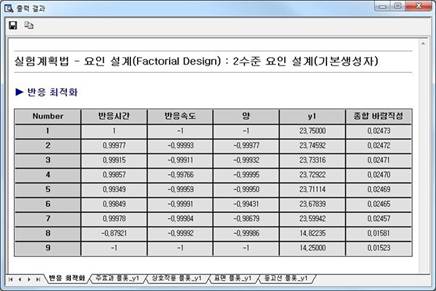 출력 결과
실험계획법 - 요인 설계(Factorial Design) : 2수준 요인 설계(기본생성자)
▶ 반응 최적화
Number 반응시간 반응속도 양 y1 종합 바람직성
1 1 -1 -1 23,75000 0,02473
2 0,99977 -0,99993 -0,99977 23,74592 0,02472
3 0,99915 -0,99911 -0,99932 23,73316 0,02471
4 0,99857 -0,99766 -0,99995 23,72922 0,02470
5 0,99349 -0,99959 -0,99950 23,71114 0,02469
6 0,99849 -0,99991 -0,99431 23,67839 0,02465
7 0,99978 -0,99984 -0,98679 23,59942 0,02457
8 -0,87921 -0,99992 -0,99986 14,82235 0,01581
9 -1 -1 -1 14,25000 0,01523
반응 최적화 주효과 플롯_y1 상호작용 플롯_y1 표면 플롯_y1 등고선 플롯_y1